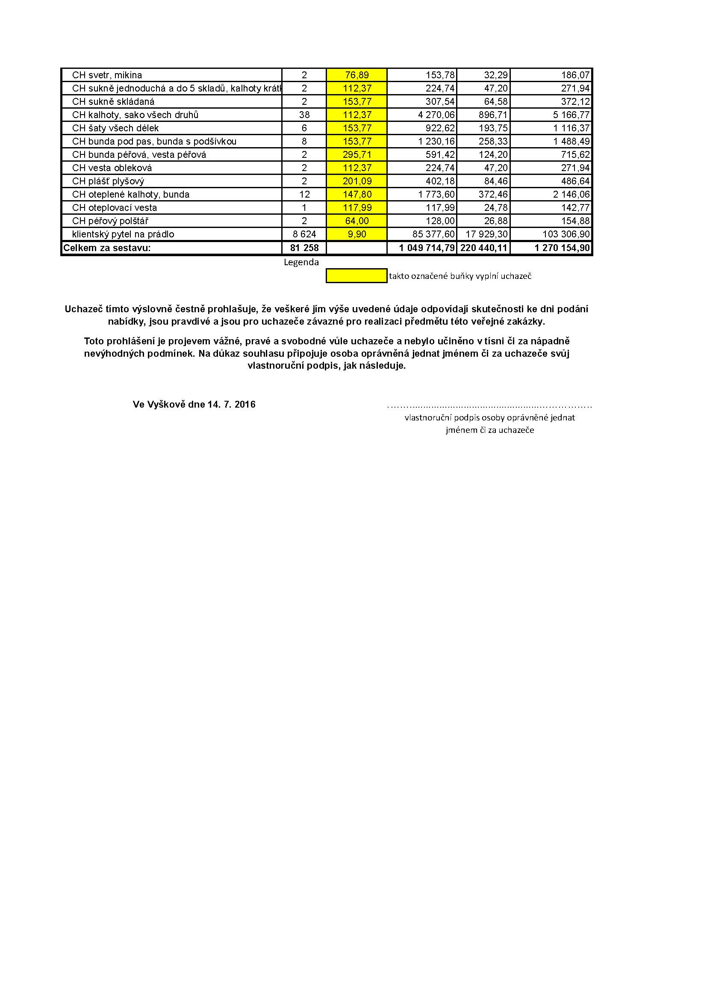 CH svetr, mikina 2 76,89 153,78 32,29 186,07
CH sukně jednoduchá a do 5 skladů, kalhoty krátk 2 112,37 224,74 47,20 271,94
CH sukně skládaná 2 153,77 307,54 64,58 372,12
CH kalhoty, sako všech druhů 38 112,37 4 270,06 896,71 5 166,77
CH šaty všech délek 6 153,77 922,62 193,75 1 116,37
CH bunda pod pas, bunda s podšívkou 8 153,77 1 230,16 258,33 1 488,49
CH bunda péřová, vesta péřová 2 295,71 591,42 124,20 715,62
CH vesta obleková 2 112,37 224,74 47,20 271,94
CH plášť plyšový 2 201,09 402,18 84,46 486,64
CH oteplené kalhoty, bunda 12 147,80 1 773,60 372,46 2 146,06
CH oteplovací vesta 1 117,99 117,99 24,78 142,77
CH péřový polštář 2 64,00 128,00 26,88 154,88
klientský pytel na prádlo 8 624 9,90 85 377,60 17 929,30 103 306,90
Celkem za sestavu: 81 258 1 049 714,79 220 440,11 1 270 154,90
Legenda
takto označené buňky vyplní uchazeč
Uchazeč tímto výslovně čestně prohlašuje, že veškeré jím výše uvedené údaje odpovídají skutečnosti ke dni podání
nabídky, jsou pravdivé a jsou pro uchazeče závazné pro realizaci předmětu této veřejné zakázky.
Toto prohlášení je projevem vážné, pravé a svobodné vůle uchazeče a nebylo učiněno v tísni či za nápadně
nevýhodných podmínek. Na důkaz souhlasu připojuje osoba oprávněná jednat jménem či za uchazeče svůj
vlastnoruční podpis, jak následuje.
Ve Vyškově dne 14. 7. 2016 ……………………………………………………
vlastnoruční podpis osoby oprávněné jednat
jménem či za uchazeče